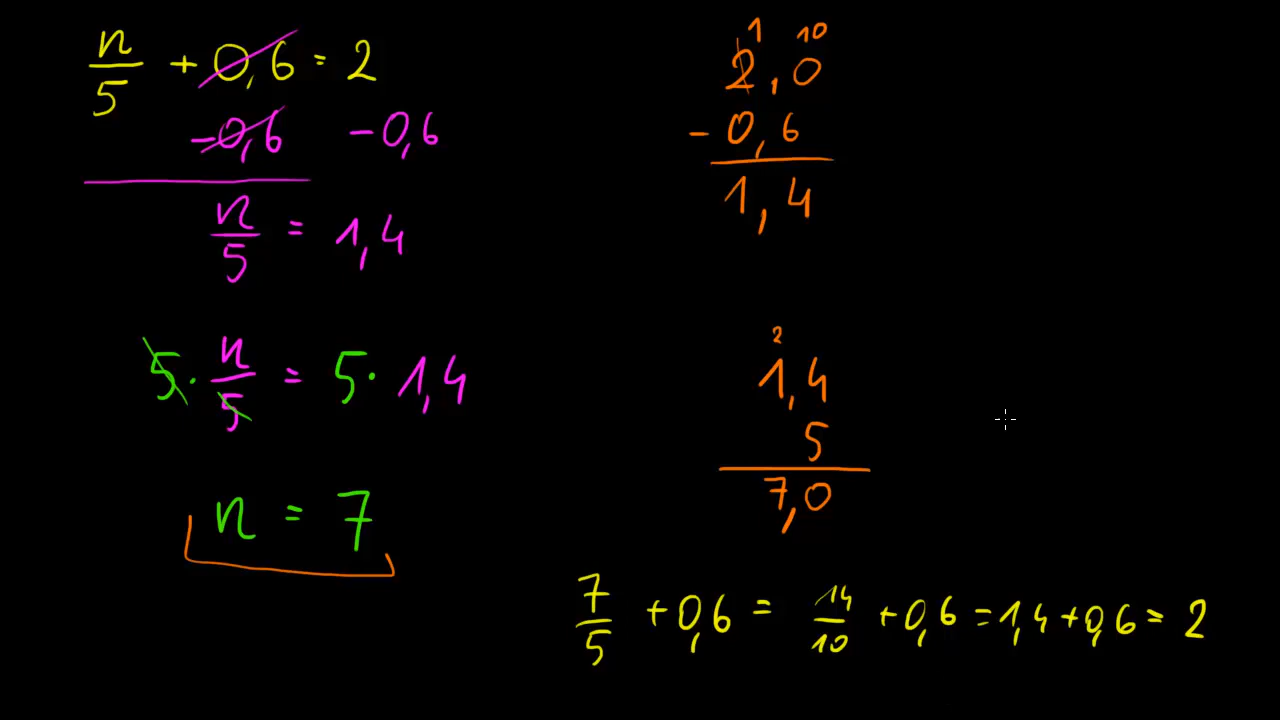 n/5 + 0,6 = 2
-0,6 -0,6
n/5 = 1,4
5 · n/5 = 5 · 1,4
n = 7
1 10
2,0
- 0,6
1,4
2
1,4
5
7,0
7/5 + 0,6 = 14/10 + 0,6 = 1,4 + 0,6 = 2